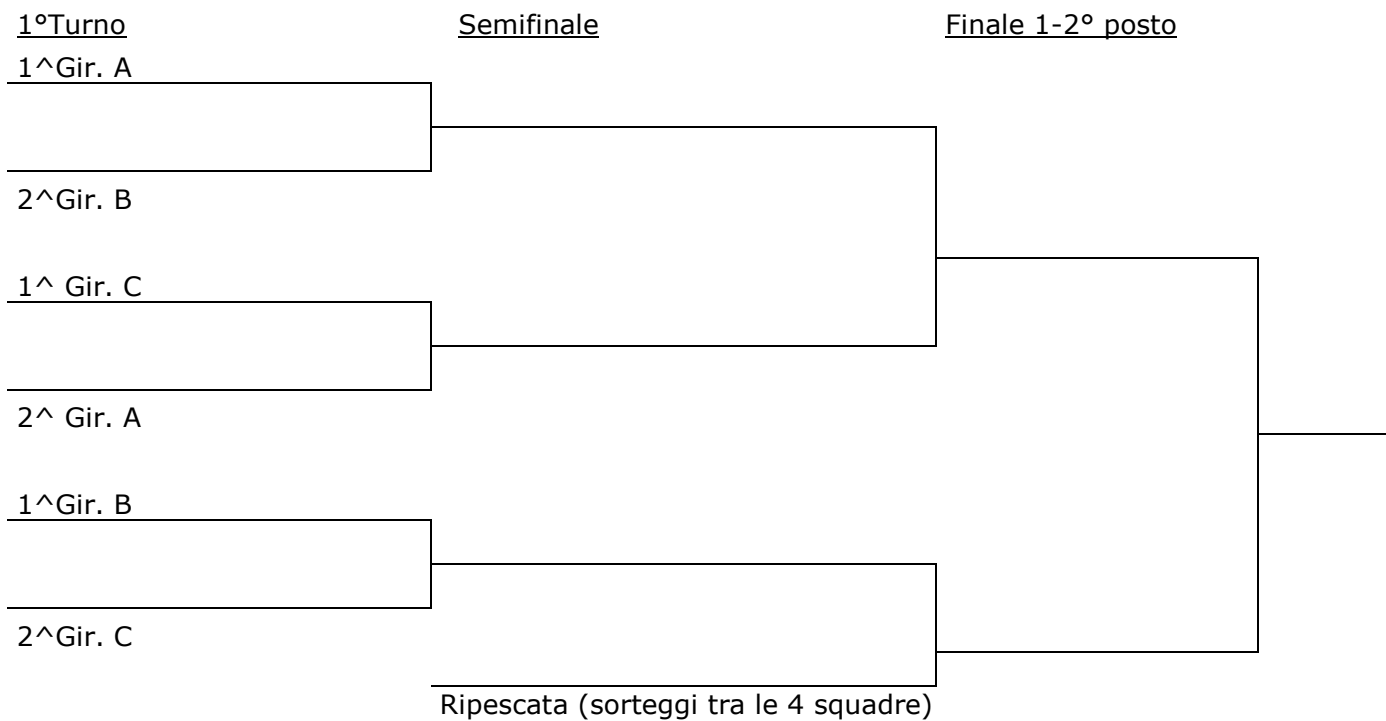 1°Turno Semifinale Finale 1-2° posto
1^Gir. A
2^Gir. B
1^ Gir. C
2^ Gir. A
1^Gir. B
2^Gir. C
Ripescata (sorteggi tra le 4 squadre)